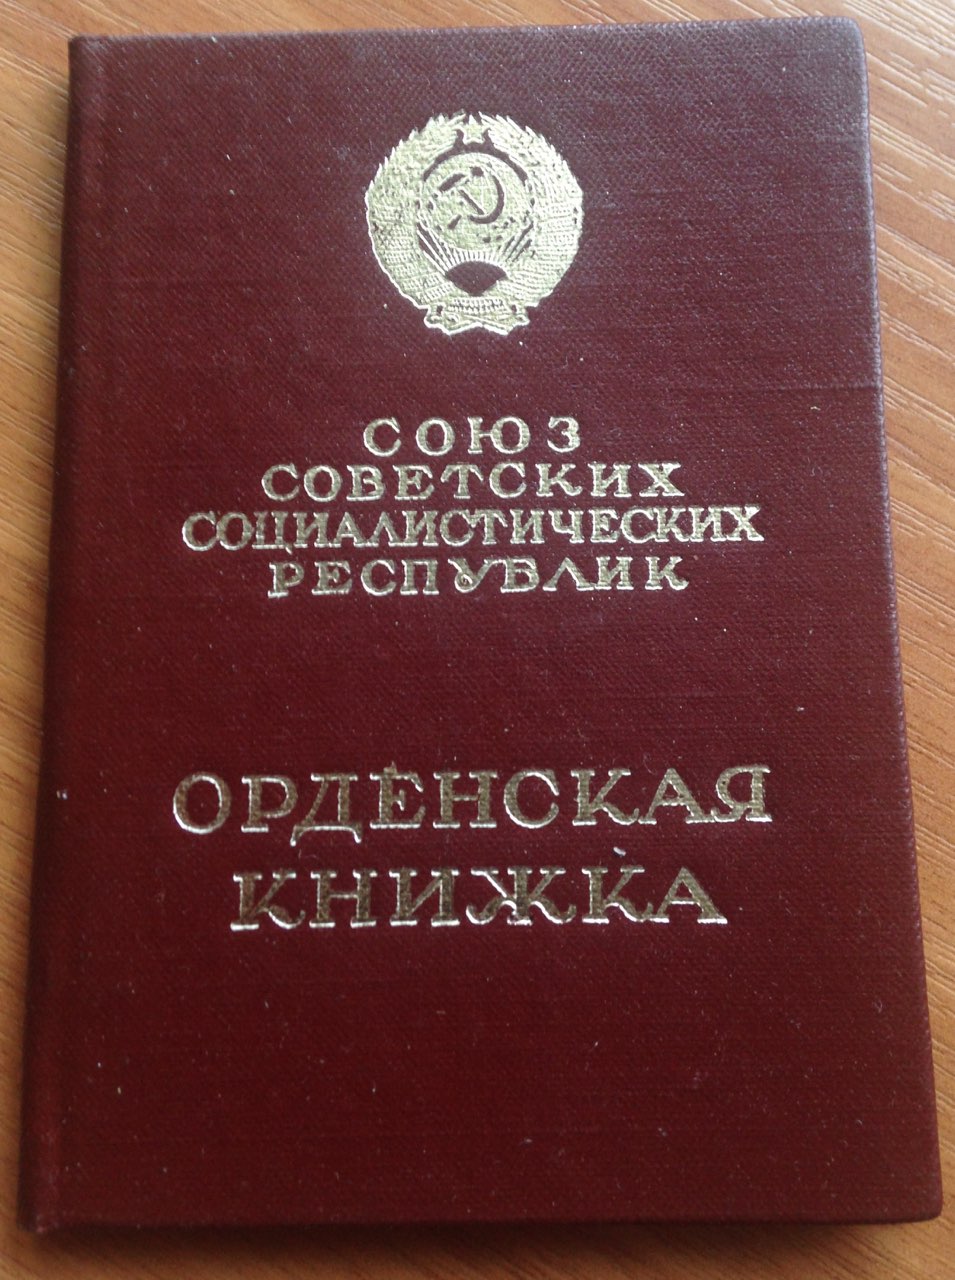 СОЮЗ
СОВЕТСКИХ
СОЦИАЛИСТИЧЕСКИХ
РЕСПУБЛИК
ОРДЕНСКАЯ
КНИЖКА